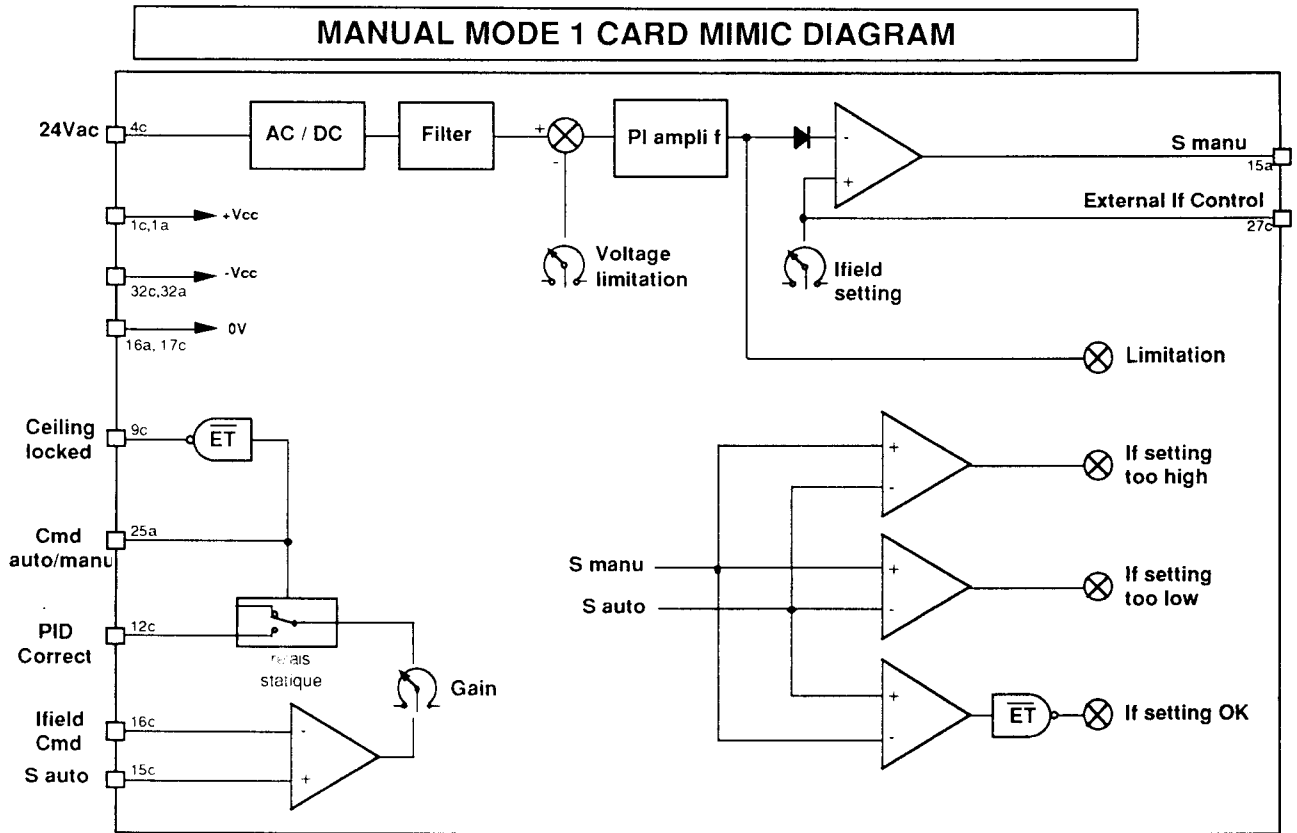 MANUAL MODE 1 CARD MIMIC DIAGRAM
24Vac
4c
AC / DC
Filter
+
-
PI ampli f
-
+
S manu
15a
External If Control
27c
1c,1a
+Vcc
32c,32a
-Vcc
16a, 17c
0V
Voltage
limitation
Ifield
setting
Limitation
Ceiling
locked
9c
ET
Cmd
auto/manu
25a
PID
Correct
12c
relais
statique
Gain
Ifield
Cmd
16c
-
S auto
15c
+
S manu
S auto
+
-
If setting
too high
+
-
If setting
too low
+
-
ET
If setting OK